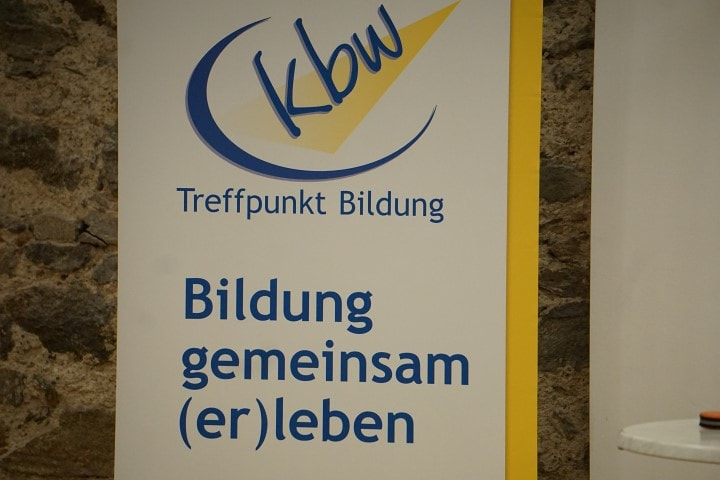 kbw
Treffpunkt Bildung
Bildung
gemeinsam
(er)leben